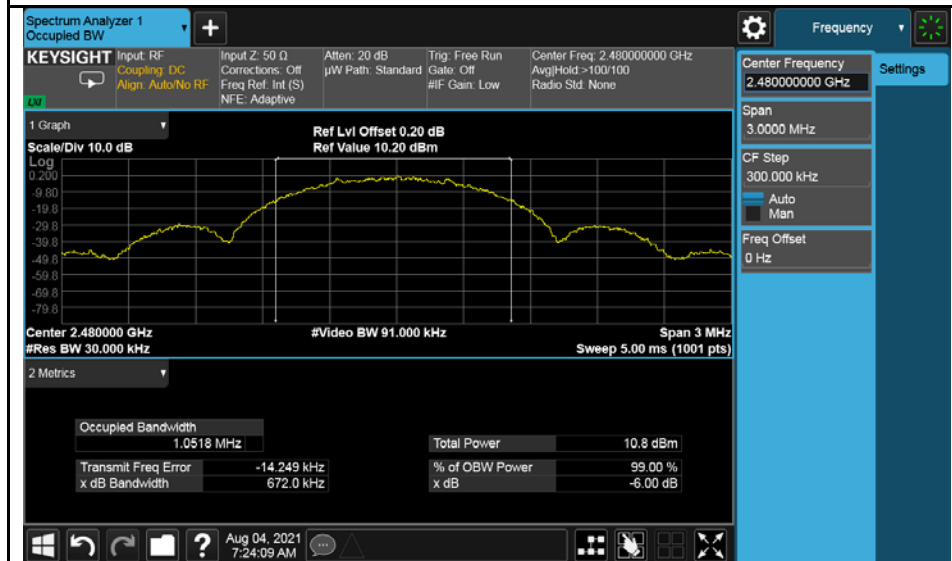 Spectrum Analyzer 1
Occupied BW
+
Frequency
KEYSIGHT
Input: RF
Coupling: DC
Align: Auto/No RF
Input Z: 50 Ω
Corrections: Off
Freq Ref: Int (S)
NFE: Adaptive
Atten: 20 dB
µW Path: Standard
Trig: Free Run
Gate: Off
#IF Gain: Low
Center Freq: 2.480000000 GHz
Avg|Hold:>100/100
Radio Std: None
LXI
Center Frequency
2.480000000 GHz
Settings
Span
3.0000 MHz
CF Step
300.000 kHz
Auto
Man
Freq Offset
0 Hz
1 Graph
Scale/Div 10.0 dB
Ref Lvl Offset 0.20 dB
Ref Value 10.20 dBm
Log
0.200
-9.80
-19.8
-29.8
-39.8
-49.8
-59.8
-69.8
-79.8
Center 2.480000 GHz
#Video BW 91.000 kHz
Span 3 MHz
#Res BW 30.000 kHz
Sweep 5.00 ms (1001 pts)
2 Metrics
Occupied Bandwidth
1.0518 MHz
Total Power 10.8 dBm
Transmit Freq Error -14.249 kHz
% of OBW Power 99.00 %
x dB Bandwidth 672.0 kHz
x dB -6.00 dB
?
Aug 04, 2021
7:24:09 AM